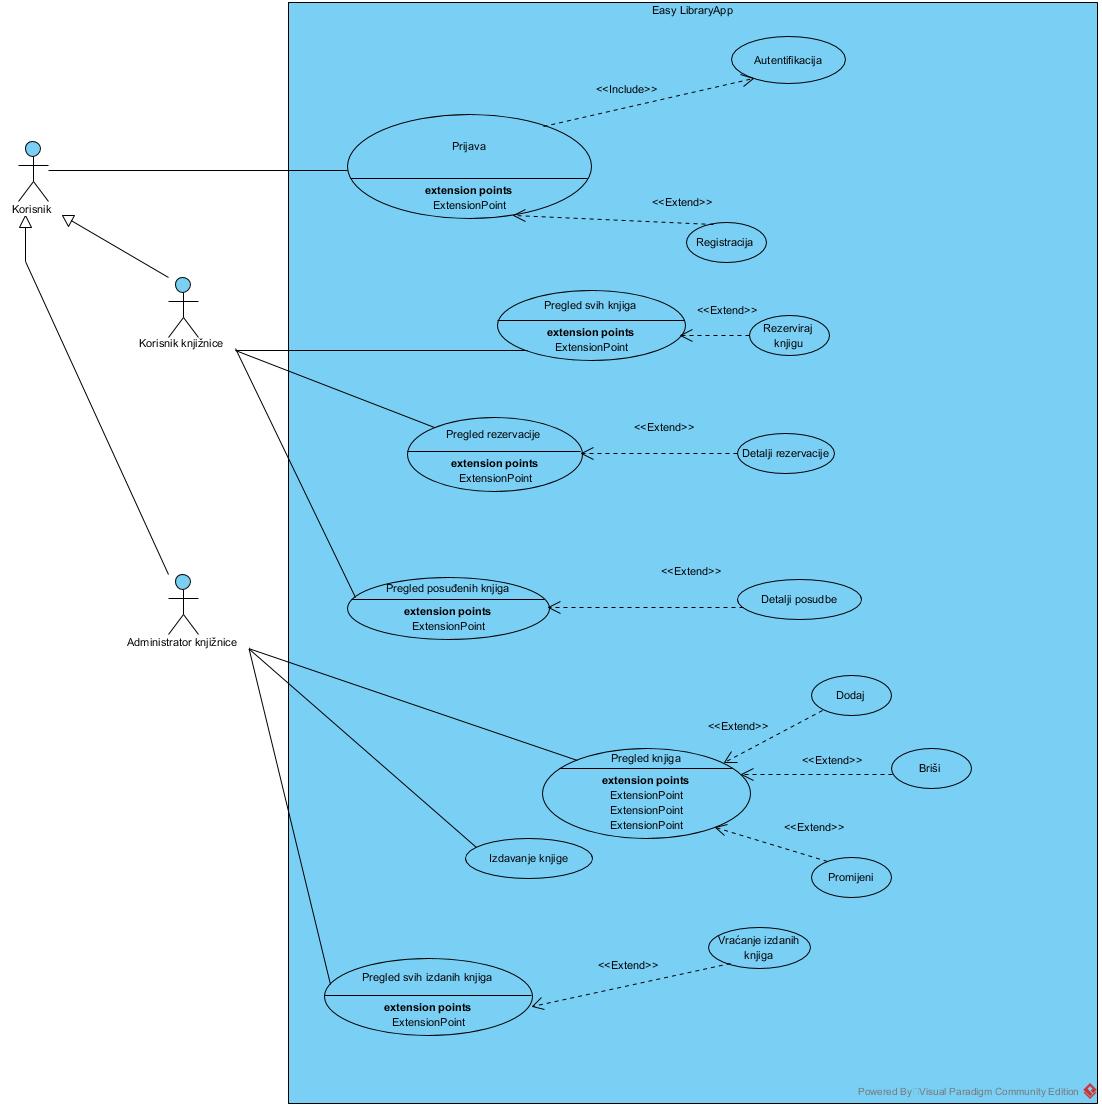 Easy LibraryApp
Autentifikacija
<<Include>>
Prijava
extension points
ExtensionPoint
<<Extend>>
Registracija
Korisnik
Korisnik knjižnice
Pregled svih knjiga
extension points
ExtensionPoint
<<Extend>>
Rezerviraj
knjigu
Pregled rezervacije
extension points
ExtensionPoint
<<Extend>>
Detalji rezervacije
Pregled posuđenih knjiga
extension points
ExtensionPoint
<<Extend>>
Detalji posudbe
Administrator knjižnice
Dodaj
<<Extend>>
Pregled knjiga
extension points
ExtensionPoint
ExtensionPoint
ExtensionPoint
<<Extend>>
Briši
<<Extend>>
Promijeni
Izdavanje knjige
Vraćanje izdanih
knjiga
<<Extend>>
Pregled svih izdanih knjiga
extension points
ExtensionPoint
Powered By Visual Paradigm Community Edition